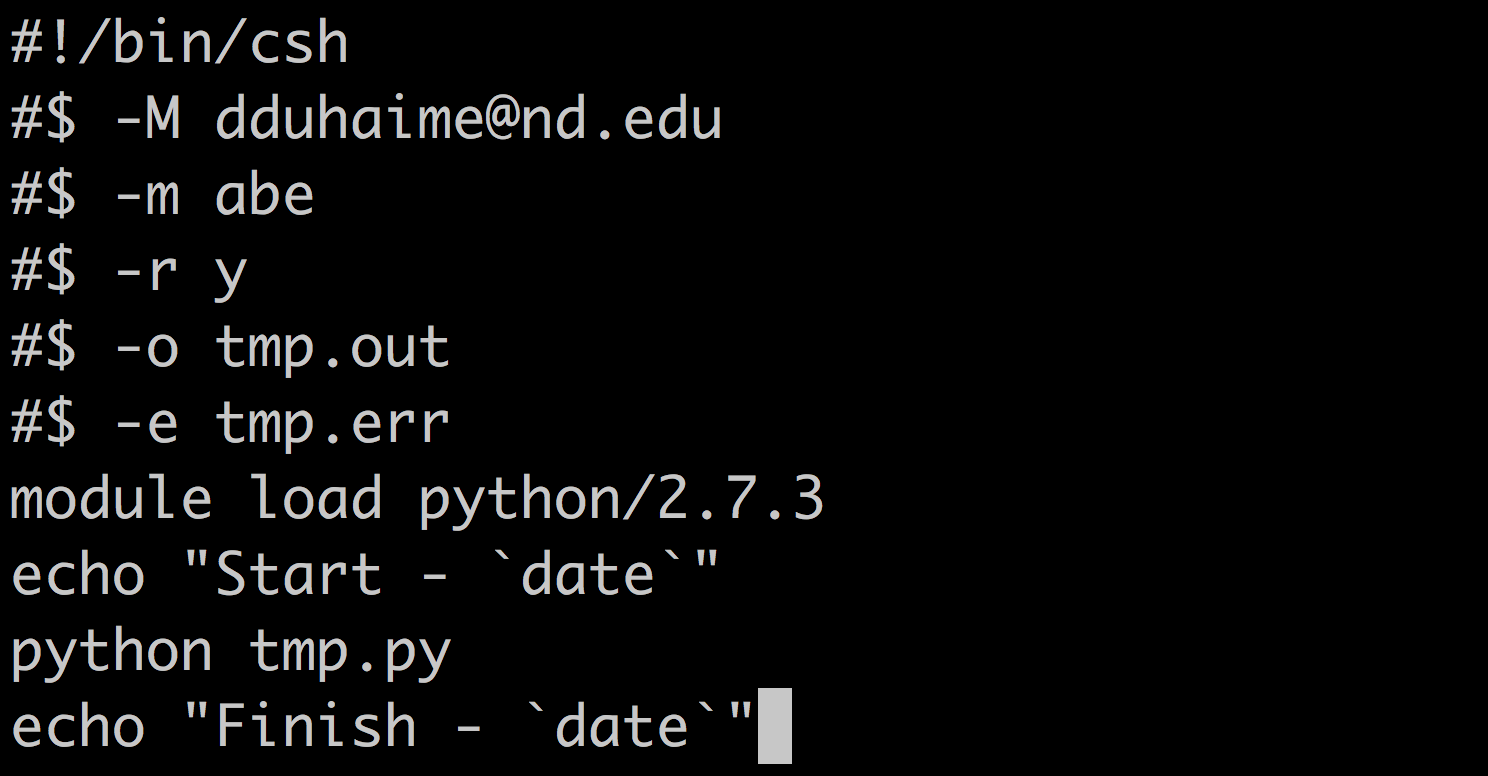 #!/bin/csh
#$ -M dduhaime@nd.edu
#$ -m abe
#$ -r y
#$ -o tmp.out
#$ -e tmp.err
module load python/2.7.3
echo "Start - `date`"
python tmp.py
echo "Finish - `date`"